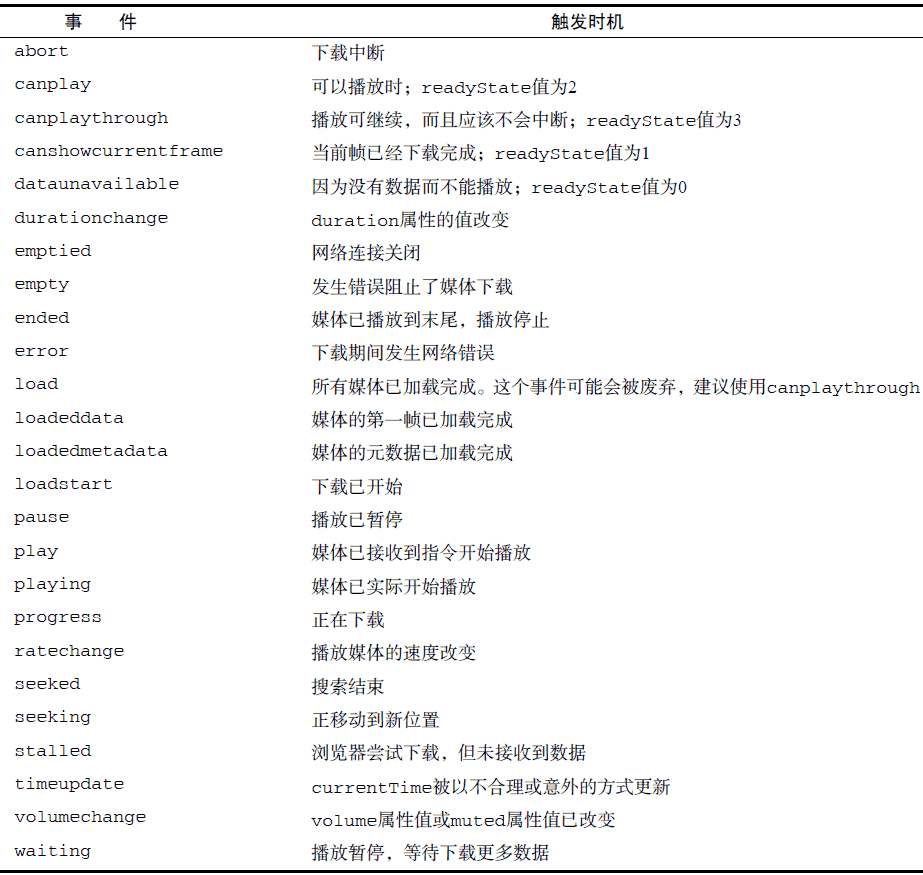 事 件 触发时机
abort 下载中断
canplay 可以播放时；readyState值为2
canplaythrough 播放可继续，而且应该不会中断；readyState值为3
canshowcurrentframe 当前帧已经下载完成；readyState值为1
dataunavailable 因为没有数据而不能播放；readyState值为0
durationchange duration属性的值改变
emptied 网络连接关闭
empty 发生错误阻止了媒体下载
ended 媒体已播放到末尾，播放停止
error 下载期间发生网络错误
load 所有媒体已加载完成。这个事件可能会被废弃，建议使用canplaythrough
loadeddata 媒体的第一帧已加载完成
loadedmetadata 媒体的元数据已加载完成
loadstart 下载已开始
pause 播放已暂停
play 媒体已接收到指令开始播放
playing 媒体已实际开始播放
progress 正在下载
ratechange 播放媒体的速度改变
seeked 搜索结束
seeking 正移动到新位置
stalled 浏览器尝试下载，但未接收到数据
timeupdate currentTime被以不合理或意外的方式更新
volumechange volume属性值或muted属性值已改变
waiting 播放暂停，等待下载更多数据